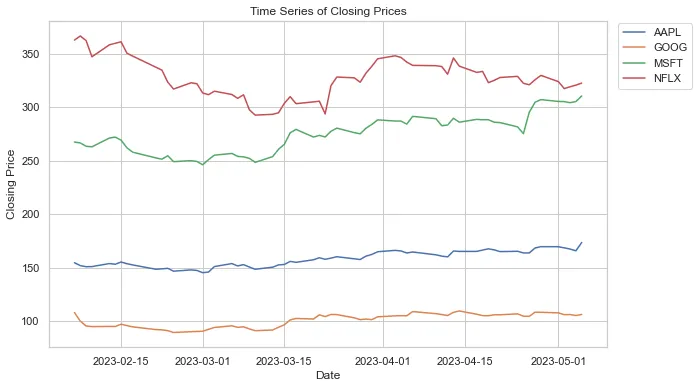 Time Series of Closing Prices
AAPL
GOOG
MSFT
NFLX
Closing Price
350
300
250
200
150
100
2023-02-15
2023-03-01
2023-03-15
2023-04-01
2023-04-15
2023-05-01
Date